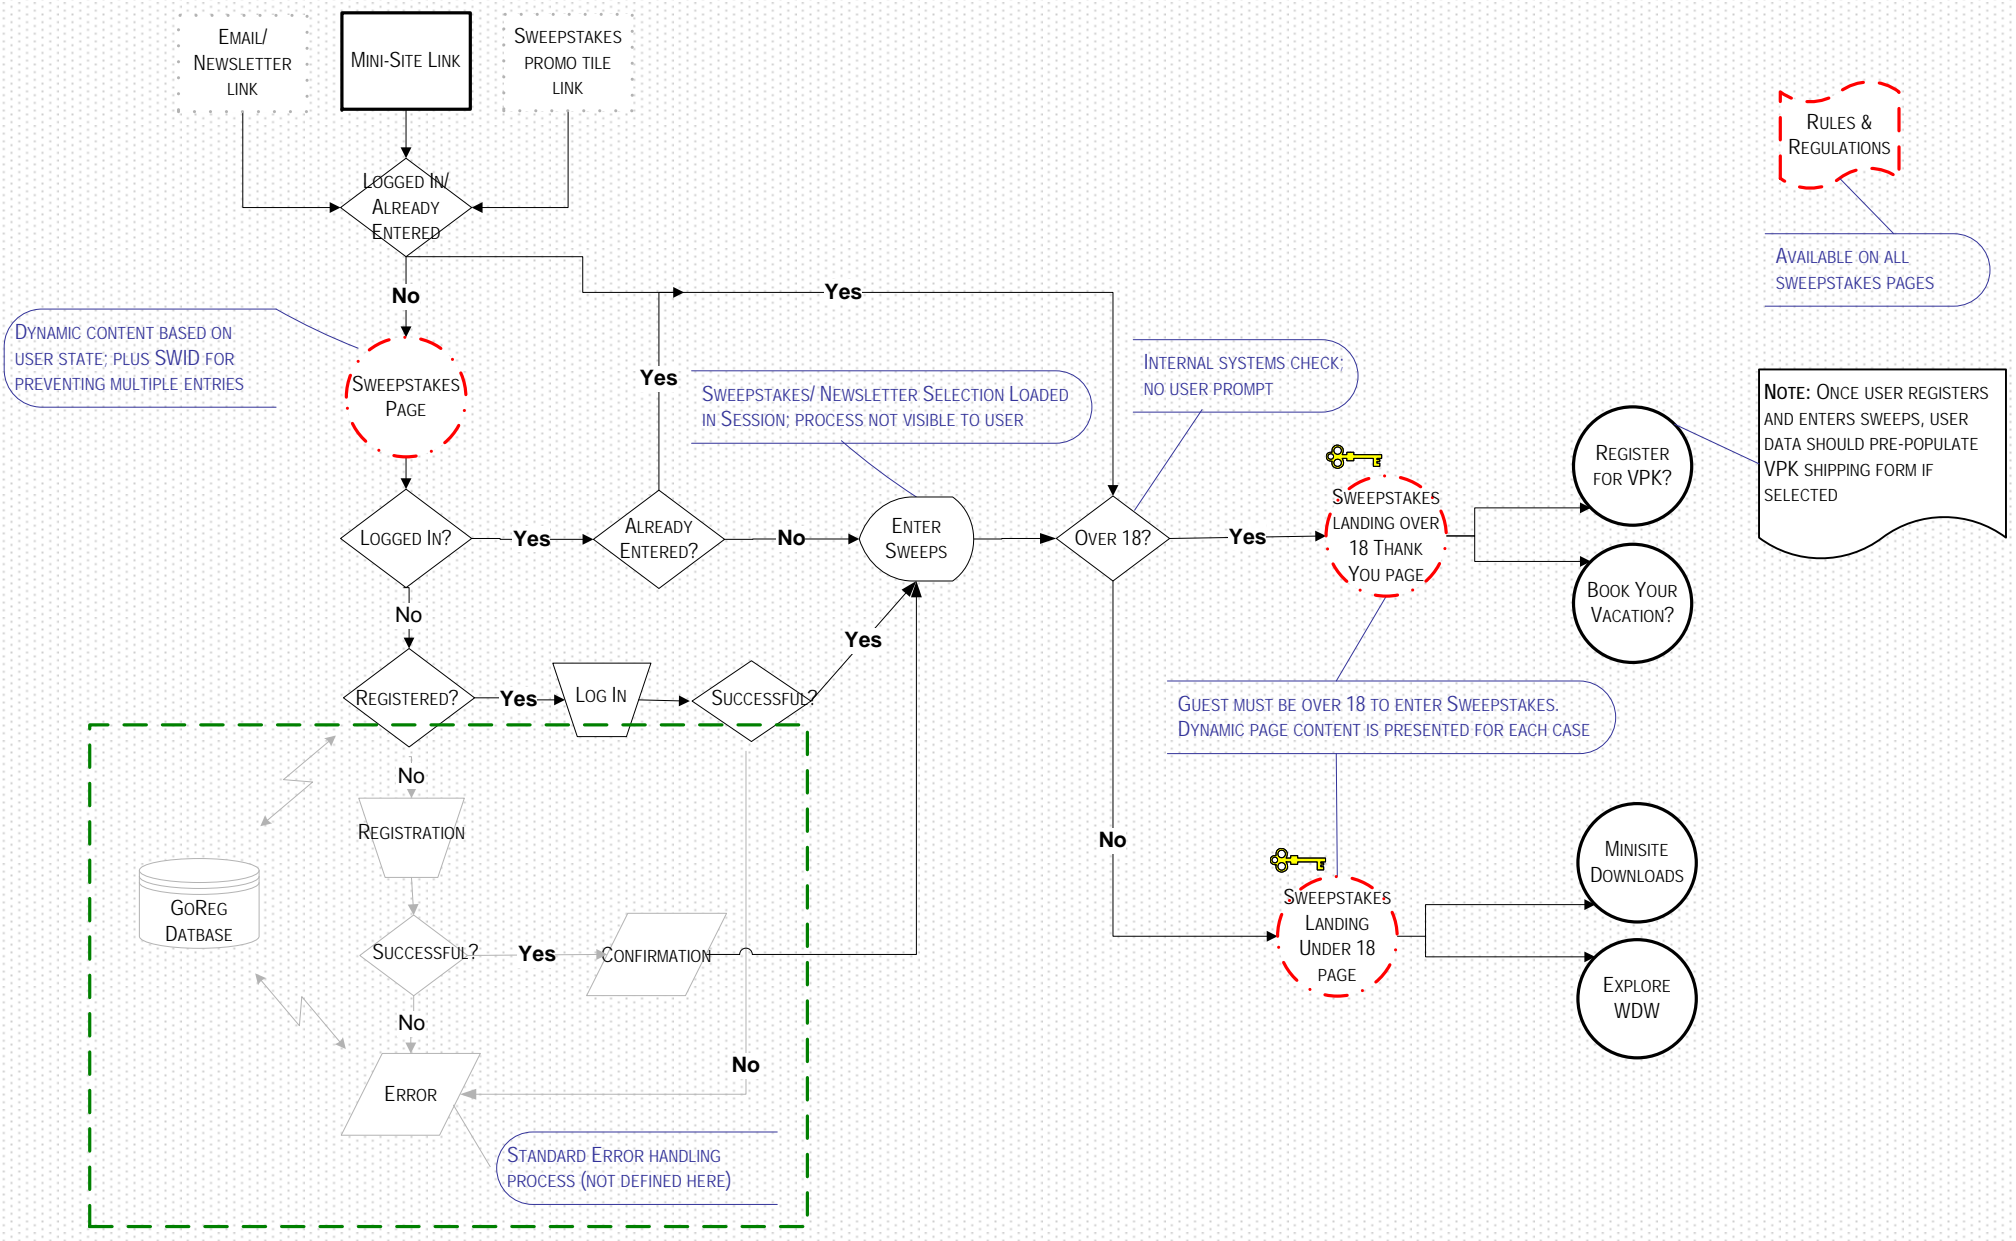 Email/
Newsletter
link
Mini-Site Link
Sweepstakes
promo tile
link
Logged In/
Already
Entered
Rules &
Regulations
Available on all
sweepstakes pages
No
Yes
Dynamic content based on
user state; plus SWID for
preventing multiple entries
Sweepstakes
Page
Yes
Sweepstakes/ Newsletter Selection Loaded
in Session; process not visible to user
Internal systems check;
no user prompt
Note: Once user registers
and enters sweeps, user
data should pre-populate
VPK shipping form if
selected
Register
for VPK?
Logged In?
Yes
Already
Entered?
No
Enter
Sweeps
Over 18?
Yes
Sweepstakes
landing over
18 Thank
You page
Book Your
Vacation?
No
Registered?
Yes
Log In
Successful?
Yes
Guest must be over 18 to enter Sweepstakes.
Dynamic page content is presented for each case
No
Registration
No
GoReg
Datbase
Successful?
Yes
Confirmation
Sweepstakes
Landing
Under 18
page
Minisite
Downloads
Explore
WDW
No
Error
No
Standard Error handling
process (not defined here)